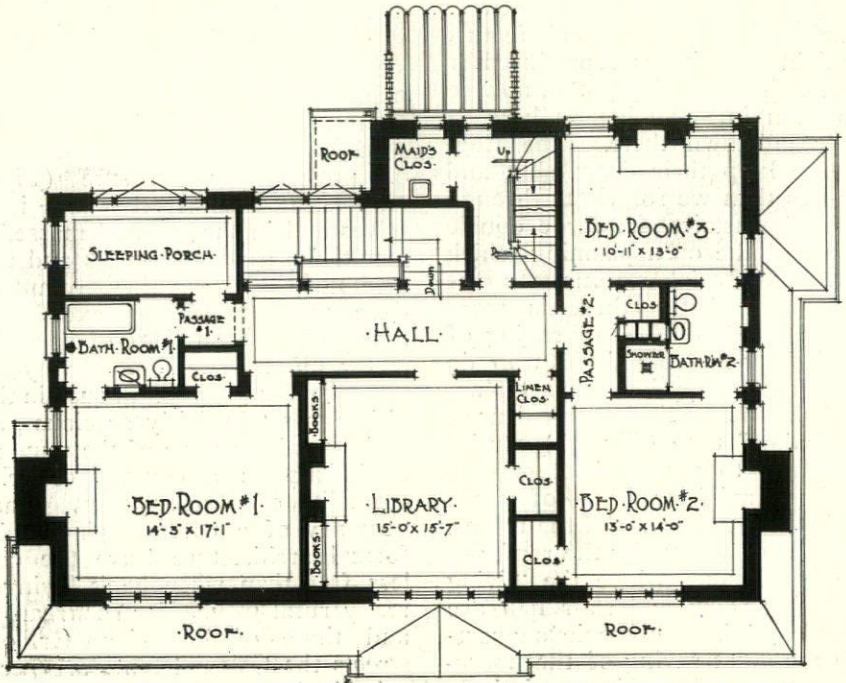 ROOF
MAID'S
CLOS.
UP
BED·ROOM·#3
10'-11" x 13'-0"
SLEEPING·PORCH
DOWN
DOWN
PASSAGE
#1
·HALL·
PASSAGE·#2
CLOS.
·BATH·ROOM·#1
SHOWER
BATH·RM·#2
CLOS.
LINEN
CLOS.
BOOKS·
·BED·ROOM·#1
14'-3" x 17'-1"
·LIBRARY·
15'-0" x 15'-7"
CLOS.
·BED·ROOM·#2
13'-0" x 14'-0"
BOOKS·
CLOS.
·ROOF·
ROOF·